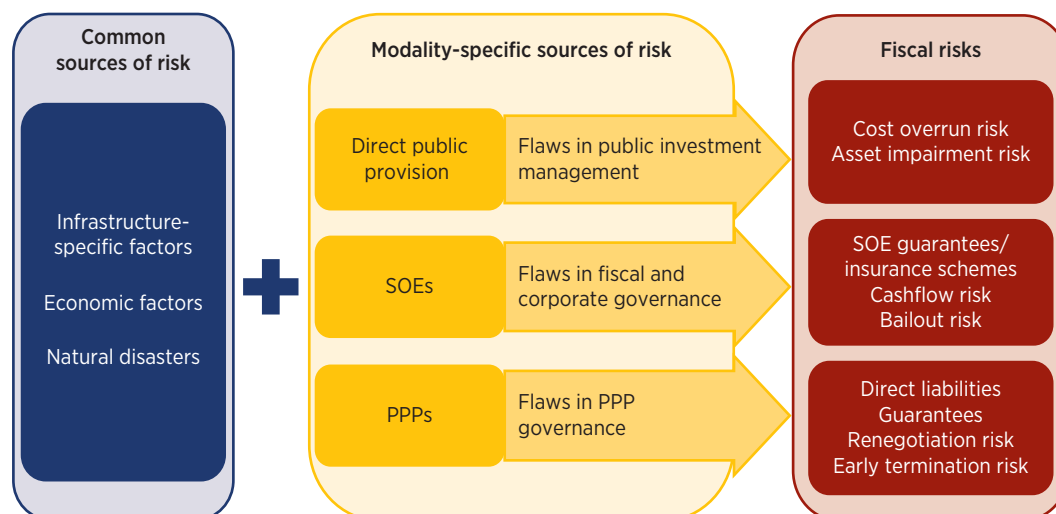 Common
sources of risk
Infrastructure-
specific factors
Economic factors
Natural disasters
Modality-specific sources of risk
Direct public
provision
Flaws in public investment
management
SOEs
Flaws in fiscal and
corporate governance
PPPs
Flaws in PPP
governance
Fiscal risks
Cost overrun risk
Asset impairment risk
SOE guarantees/
insurance schemes
Cashflow risk
Bailout risk
Direct liabilities
Guarantees
Renegotiation risk
Early termination risk